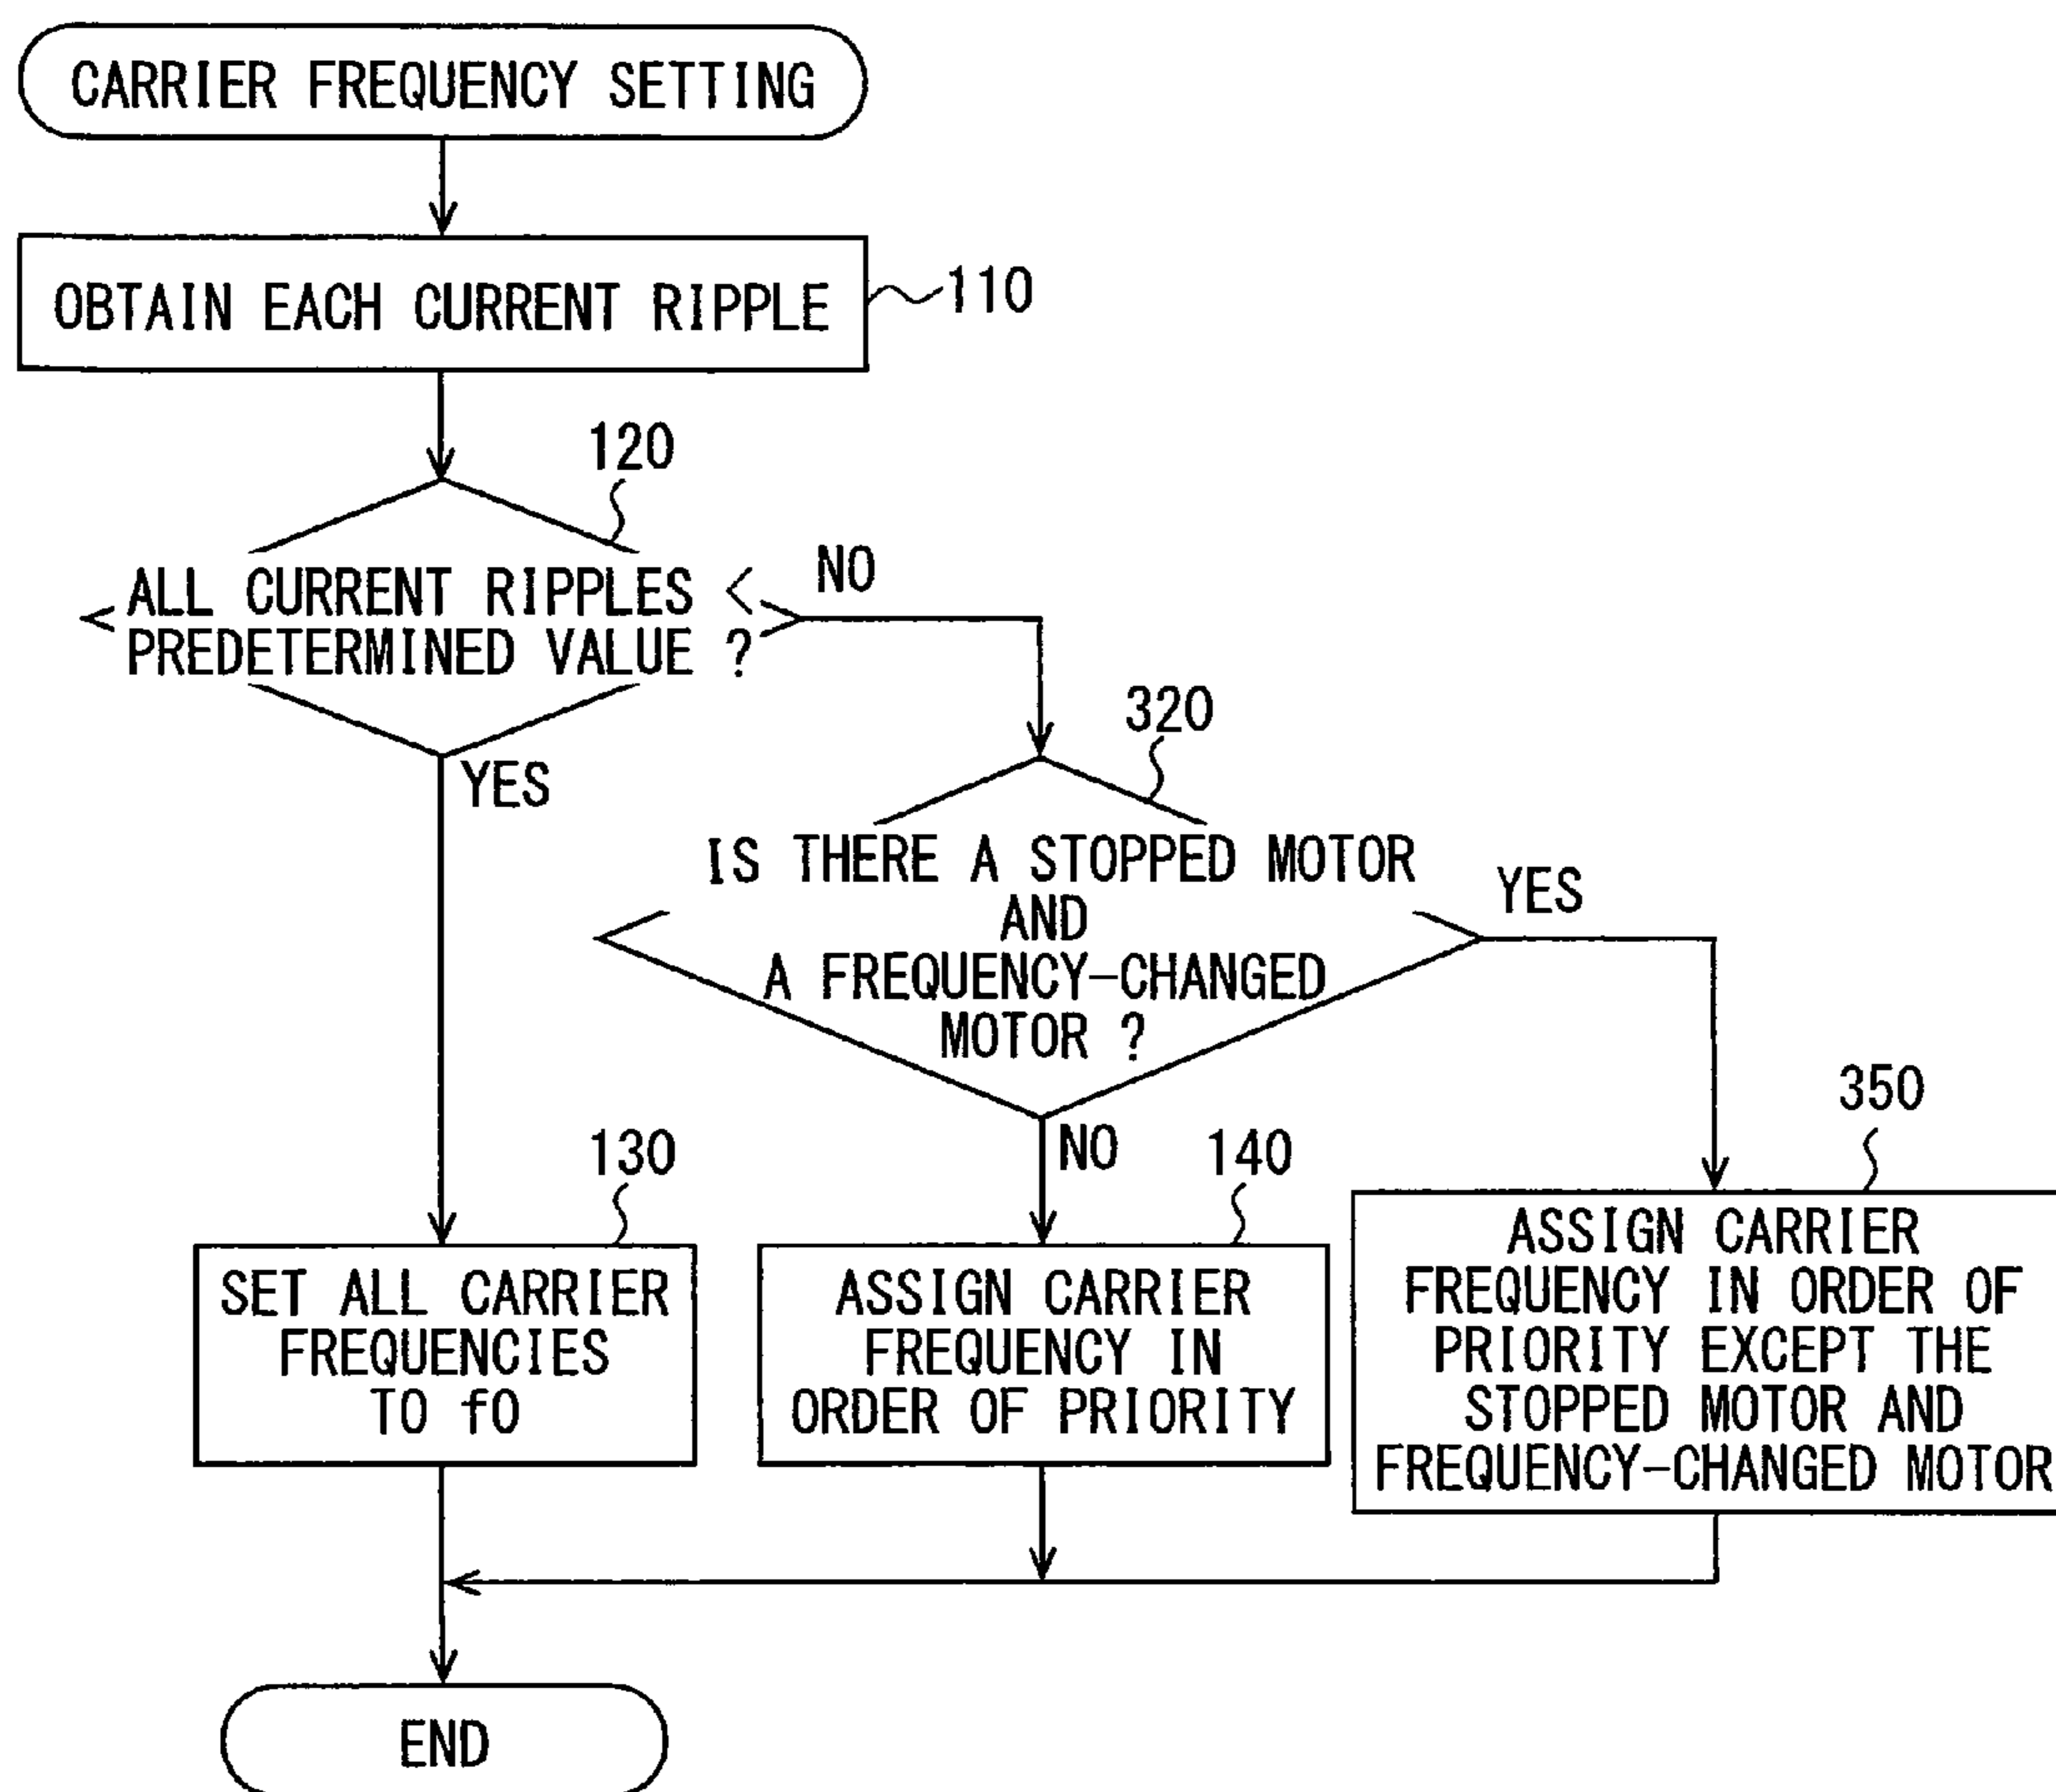 CARRIER FREQUENCY SETTING
OBTAIN EACH CURRENT RIPPLE
110
120
ALL CURRENT RIPPLES <
PREDETERMINED VALUE ?
NO
YES
320
IS THERE A STOPPED MOTOR
AND
A FREQUENCY-CHANGED
MOTOR ?
YES
NO
130
SET ALL CARRIER
FREQUENCIES
TO f0
140
ASSIGN CARRIER
FREQUENCY IN
ORDER OF PRIORITY
350
ASSIGN CARRIER
FREQUENCY IN ORDER OF
PRIORITY EXCEPT THE
STOPPED MOTOR AND
FREQUENCY-CHANGED MOTOR
END